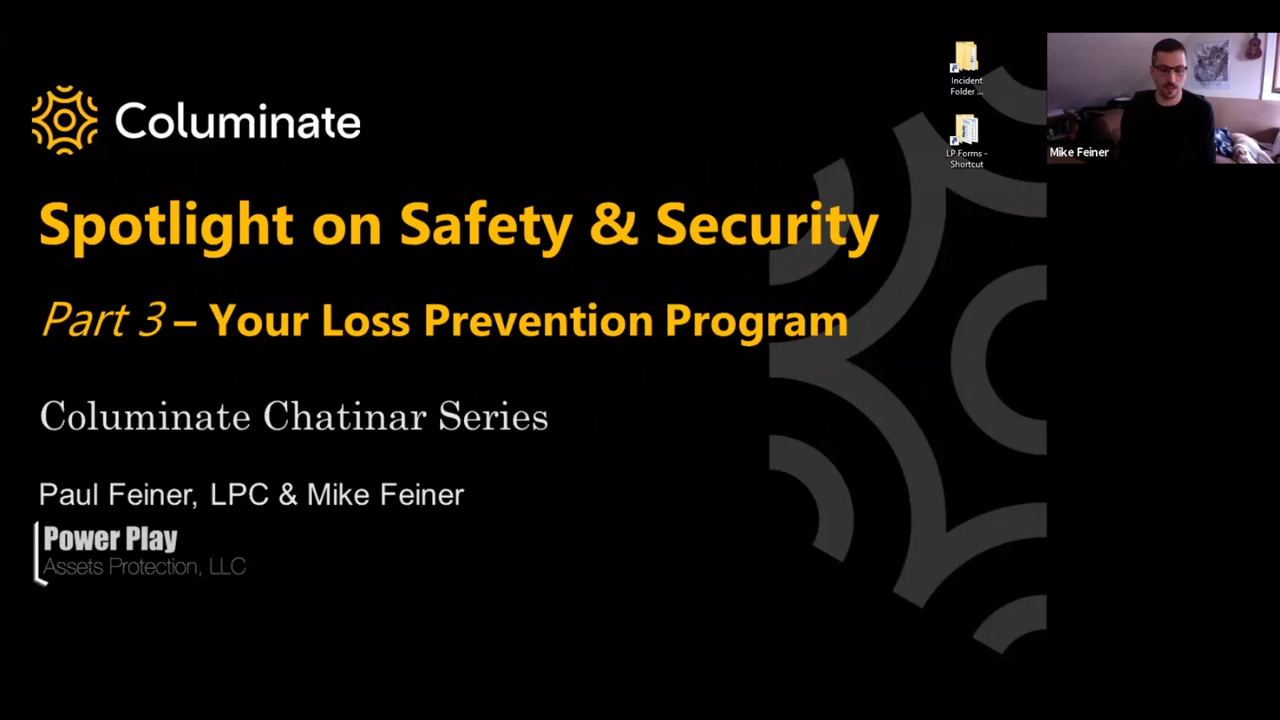 Columinate
Spotlight on Safety & Security
Part 3 – Your Loss Prevention Program
Columinate Chatinar Series
Paul Feiner, LPC & Mike Feiner
Power Play
Assets Protection, LLC
Incident
Folder ...
LP Forms -
Shortcut
Mike Feiner